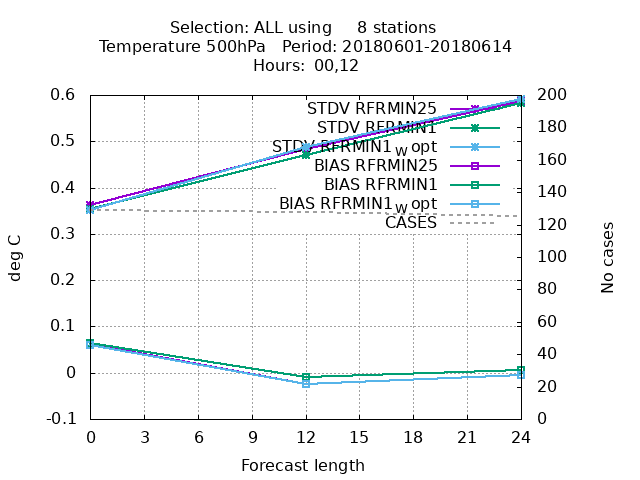 Selection: ALL using     8 stations
Temperature 500hPa   Period: 20180601-20180614
Hours:  00,12
0.6
0.5
0.4
0.3
0.2
0.1
0
-0.1
deg C
200
180
160
140
120
100
80
60
40
20
0
No cases
STDV RFRMIN25
STDV RFRMIN1
STDV RFRMIN1w opt
BIAS RFRMIN25
BIAS RFRMIN1
BIAS RFRMIN1w opt
CASES
0 3 6 9 12 15 18 21 24
Forecast length